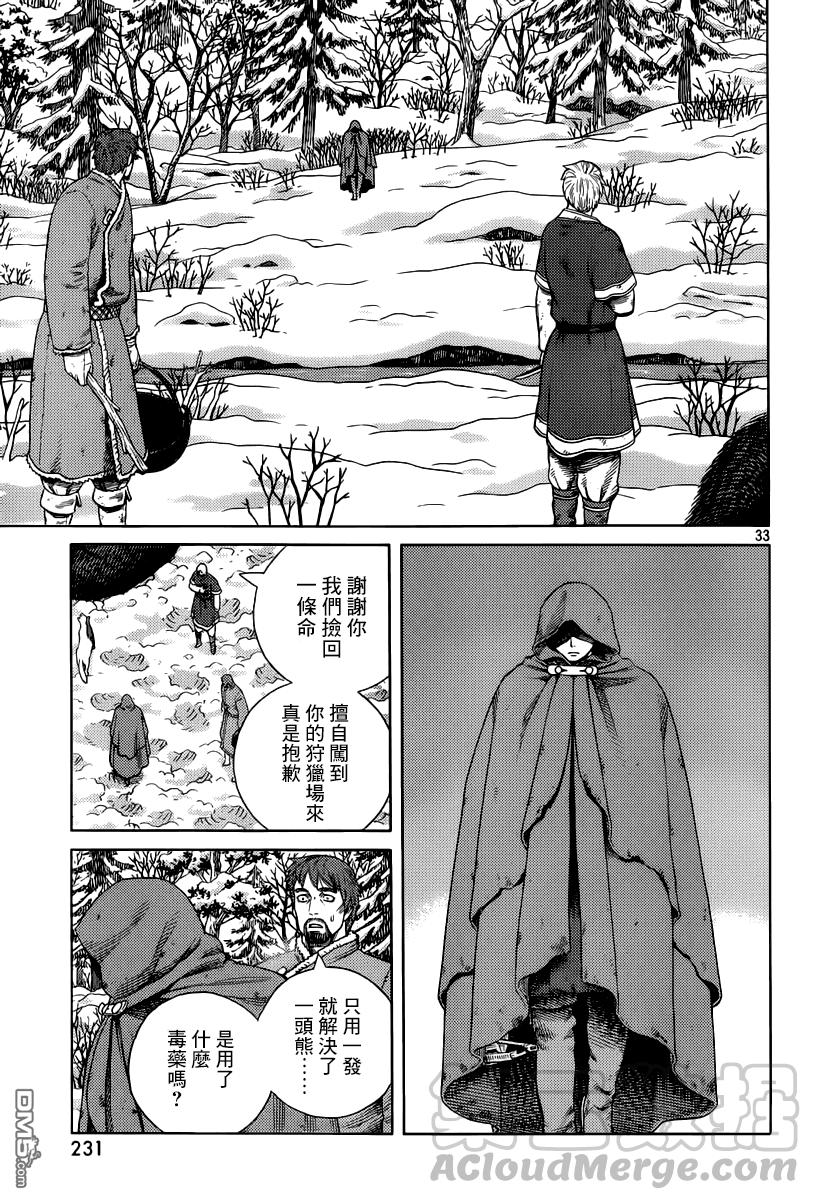 33
謝謝你
我們撿回
一條命
擅自闖到
你的狩獵場來
真是抱歉
只用一發
就解決了
一頭熊……
是用了
什麼
毒藥嗎?
231
DM5.com
ACloudMerge.com